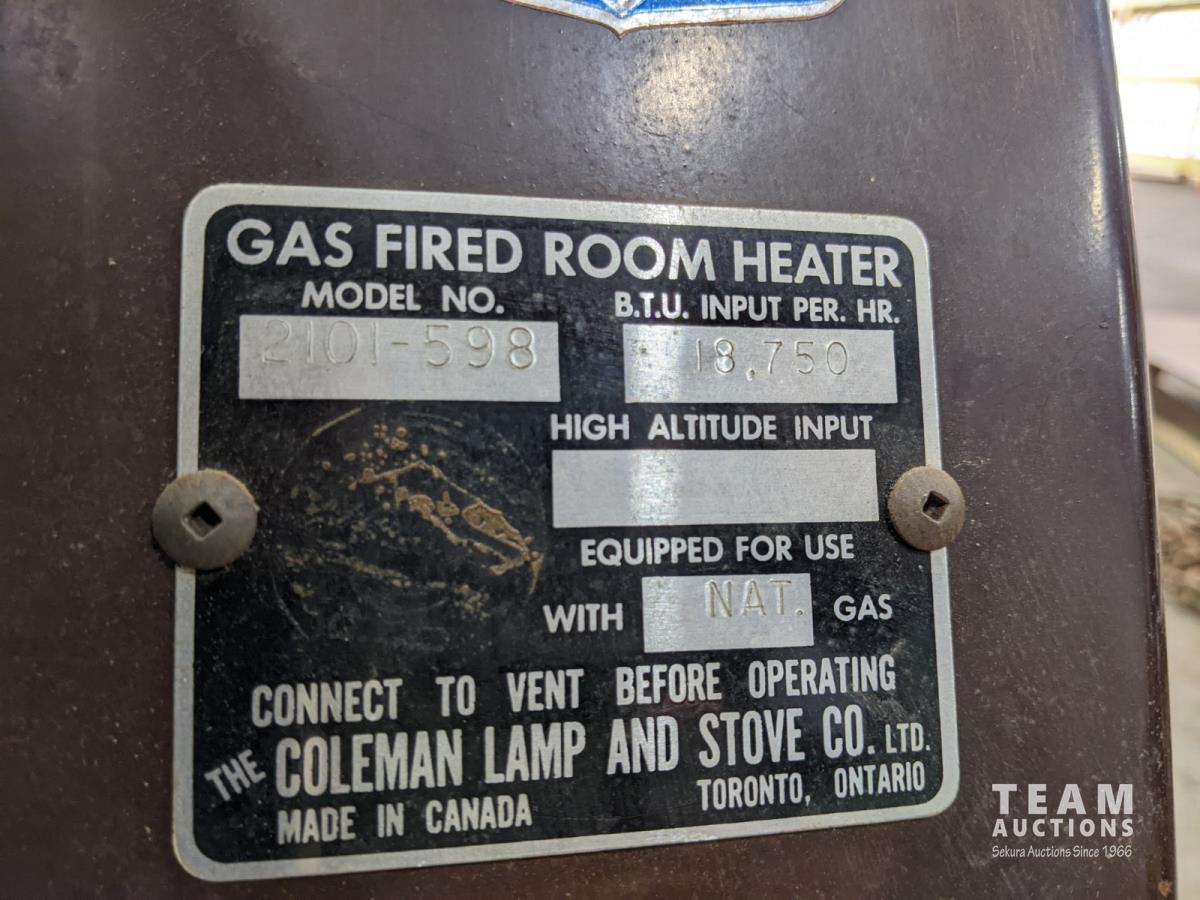 GAS FIRED ROOM HEATER
MODEL NO. B.T.U. INPUT PER. HR.
2101-598 18,750
HIGH ALTITUDE INPUT
EQUIPPED FOR USE
WITH NAT. GAS
CONNECT TO VENT BEFORE OPERATING
THE COLEMAN LAMP AND STOVE CO. LTD.
MADE IN CANADA TORONTO, ONTARIO
TEAM
AUCTIONS
Sekura Auctions Since 1966